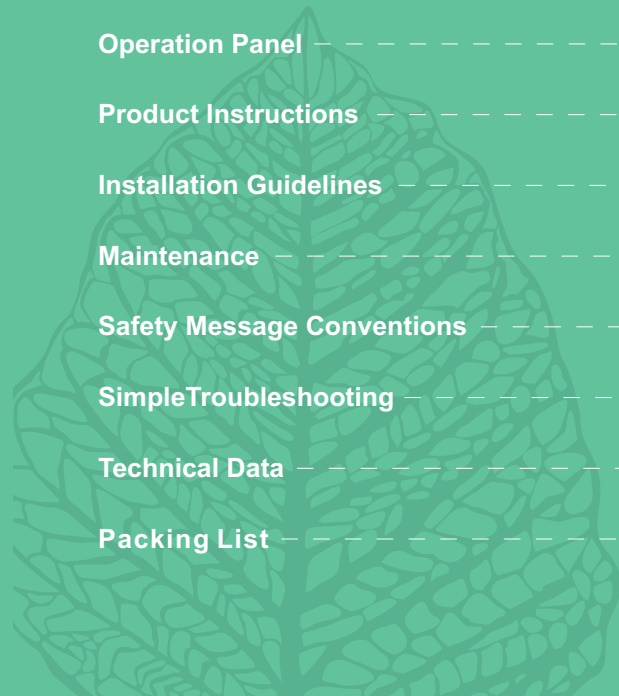 Operation Panel
Product Instructions
Installation Guidelines
Maintenance
Safety Message Conventions
SimpleTroubleshooting
Technical Data
Packing List